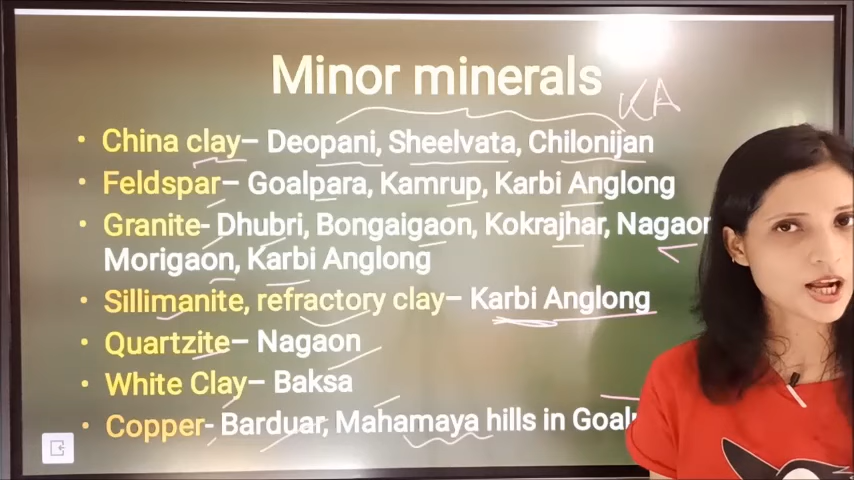 Minor minerals
KA
• China clay– Deopani, Sheelvata, Chilonijan
• Feldspar– Goalpara, Kamrup, Karbi Anglong
• Granite- Dhubri, Bongaigaon, Kokrajhar, Nagaon
Morigaon, Karbi Anglong
• Sillimanite, refractory clay– Karbi Anglong
• Quartzite– Nagaon
• White Clay– Baksa
• Copper- Barduar, Mahamaya hills in